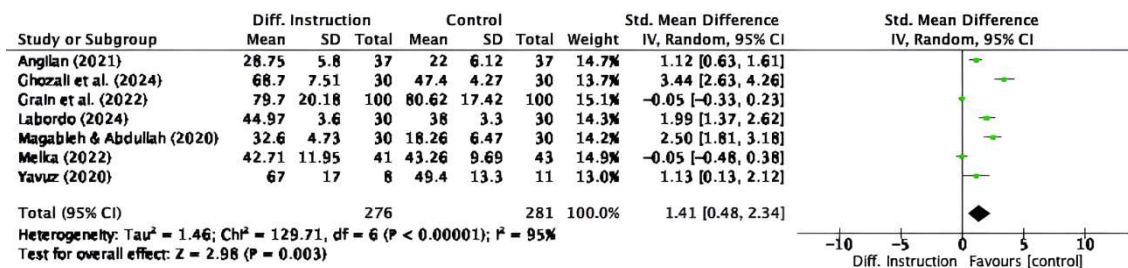 Diff. Instruction Control Std. Mean Difference Std. Mean Difference
Study or Subgroup Mean SD Total Mean SD Total Weight IV, Random, 95% CI IV, Random, 95% CI
Angilan (2021) 28.75 5.8 37 22 6.12 37 14.7% 1.12 [0.63, 1.61]
Ghozali et al. (2024) 68.7 7.51 30 47.4 4.27 30 13.7% 3.44 [2.63, 4.26]
Grain et al. (2022) 79.7 20.18 100 80.62 17.42 100 15.1% −0.05 [−0.33, 0.23]
Labordo (2024) 44.97 3.6 30 38 3.3 30 14.3% 1.99 [1.37, 2.62]
Magableh & Abdullah (2020) 32.6 4.73 30 18.26 6.47 30 14.2% 2.50 [1.81, 3.18]
Melka (2022) 42.71 11.95 41 43.26 9.69 43 14.9% −0.05 [−0.48, 0.38]
Yavuz (2020) 67 17 8 49.4 13.3 11 13.0% 1.13 [0.13, 2.12]
Total (95% CI) 276 281 100.0% 1.41 [0.48, 2.34]
Heterogeneity: Tau² = 1.46; Chi² = 129.71, df = 6 (P < 0.00001); I² = 95%
Test for overall effect: Z = 2.98 (P = 0.003)
−10 −5 0 5 10
Diff. Instruction Favours [control]